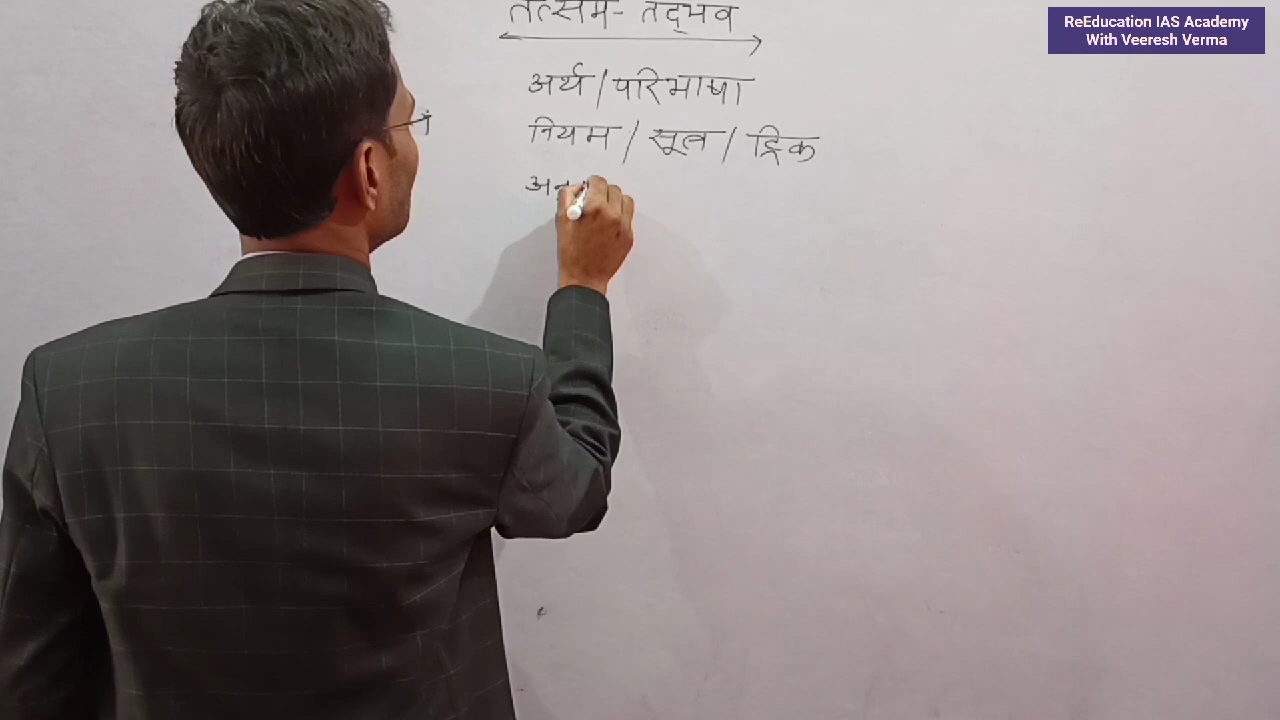 तत्सम- तद्भव
ReEducation IAS Academy
With Veeresh Verma
अर्थ / परिभाषा
नियम / सूत्र / ट्रिक